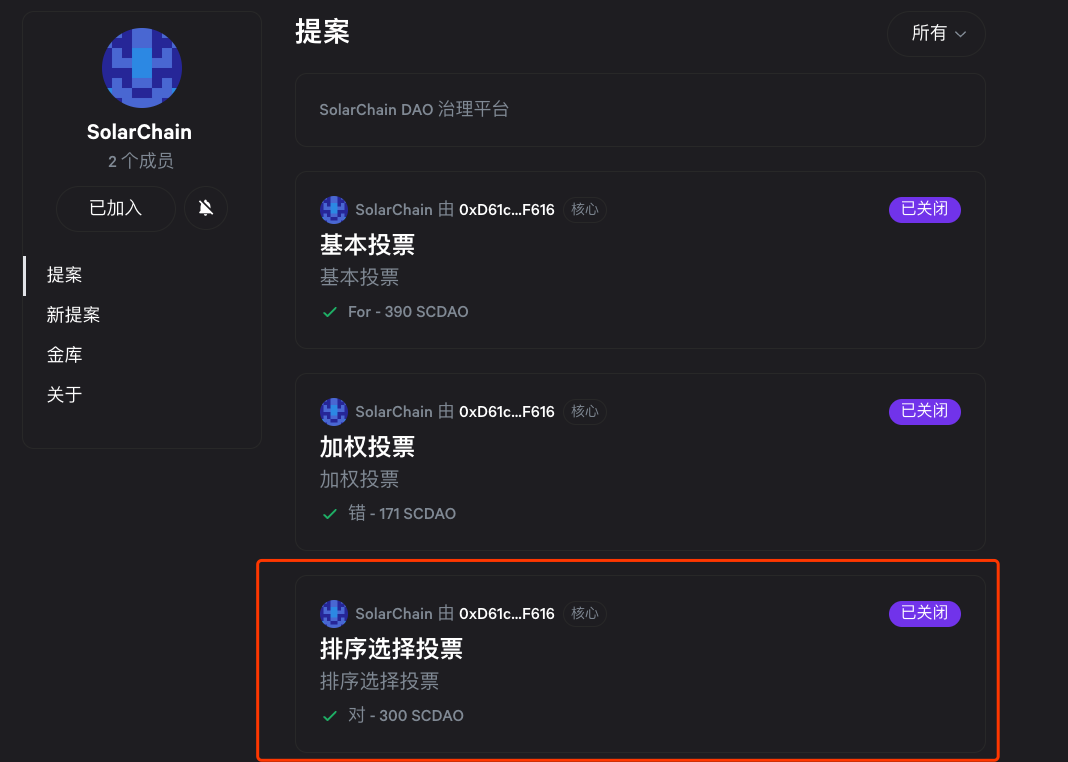 SolarChain
2 个成员
已加入
提案
新提案
金库
关于
提案
所有
SolarChain DAO 治理平台
SolarChain 由 0xD61c...F616 核心
已关闭
基本投票
基本投票
For - 390 SCDAO
SolarChain 由 0xD61c...F616 核心
已关闭
加权投票
加权投票
错 - 171 SCDAO
SolarChain 由 0xD61c...F616 核心
已关闭
排序选择投票
排序选择投票
对 - 300 SCDAO